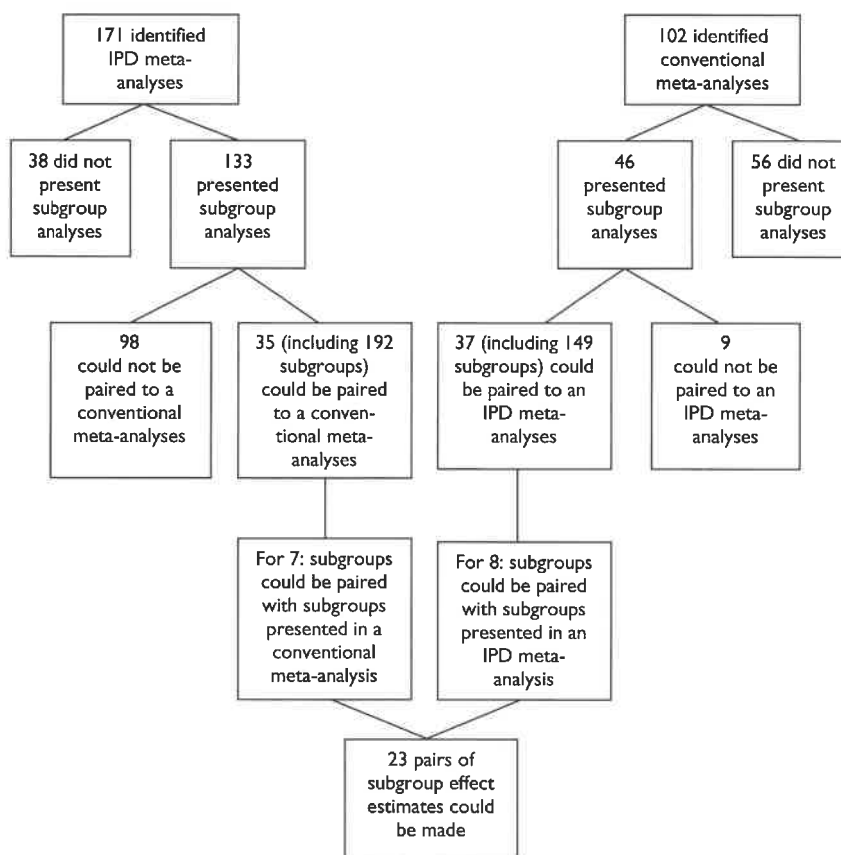 171 identified
IPD meta-
analyses
102 identified
conventional
meta-analyses
38 did not
present
subgroup
analyses
133
presented
subgroup
analyses
46
presented
subgroup
analyses
56 did not
present
subgroup
analyses
98
could not be
paired to a
conventional
meta-analyses
35 (including 192
subgroups)
could be paired
to a conven-
tional meta-
analyses
37 (including 149
subgroups) could
be paired to an
IPD meta-
analyses
9
could not be
paired to an
IPD meta-
analyses
For 7: subgroups
could be paired
with subgroups
presented in a
conventional
meta-analysis
For 8: subgroups
could be paired
with subgroups
presented in an
IPD meta-
analysis
23 pairs of
subgroup effect
estimates could
be made